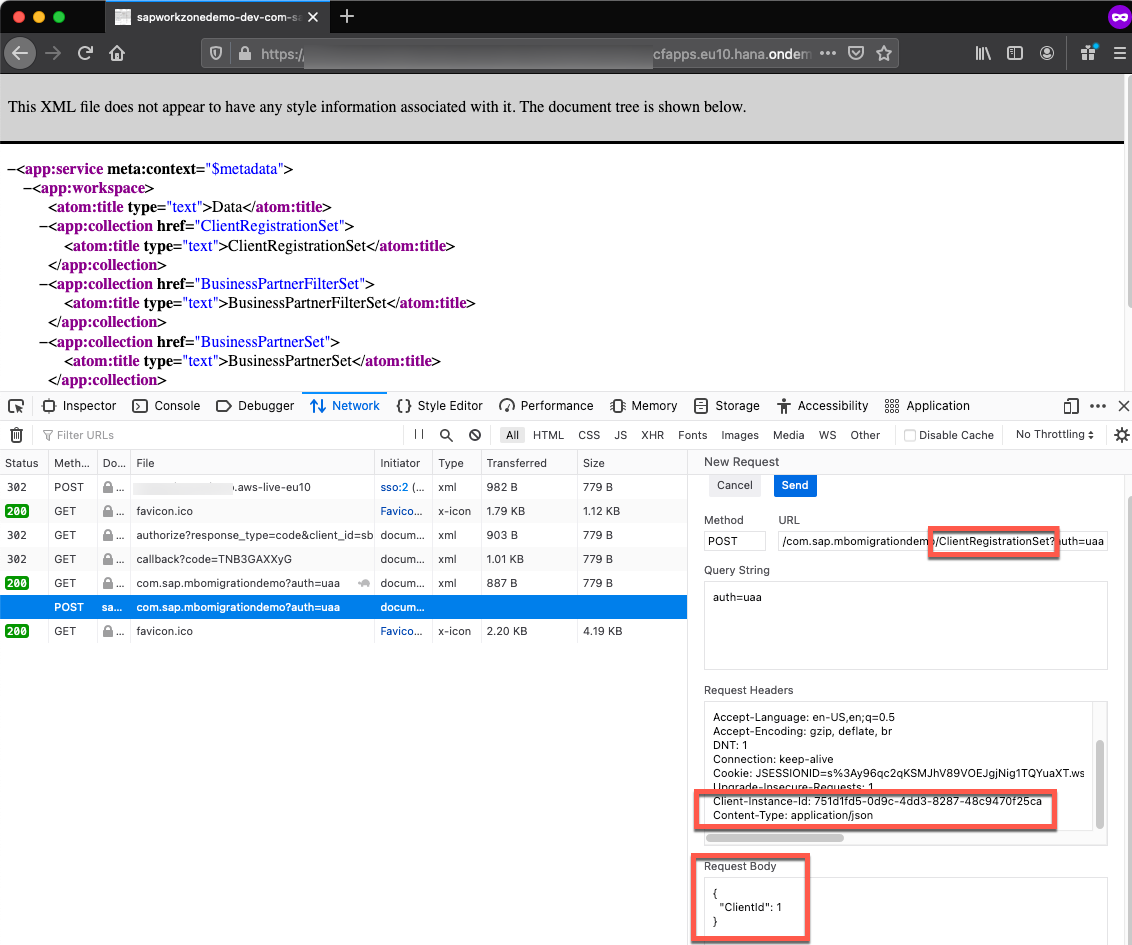 sapworkzonedemo-dev-com-s
https://
cfapps.eu10.hana.ondem
This XML file does not appear to have any style information associated with it. The document tree is shown below.
−<app:service meta:context="$metadata">
−<app:workspace>
<atom:title type="text">Data</atom:title>
−<app:collection href="ClientRegistrationSet">
<atom:title type="text">ClientRegistrationSet</atom:title>
</app:collection>
−<app:collection href="BusinessPartnerFilterSet">
<atom:title type="text">BusinessPartnerFilterSet</atom:title>
</app:collection>
−<app:collection href="BusinessPartnerSet">
<atom:title type="text">BusinessPartnerSet</atom:title>
</app:collection>
Inspector Console Debugger Network Style Editor Performance Memory Storage Accessibility Application
Filter URLs All HTML CSS JS XHR Fonts Images Media WS Other Disable Cache No Throttling
Status Meth... Do... File Initiator Type Transferred Size
302 POST ... .aws-live-eu10 sso:2 (... xml 982 B 779 B
200 GET ... favicon.ico Favico... x-icon 1.79 KB 1.12 KB
302 GET ... authorize?response_type=code&client_id=sb docum... xml 903 B 779 B
302 GET ... callback?code=TNB3GAXXyG docum... xml 1.01 KB 779 B
200 GET ... com.sap.mbomigrationdemo?auth=uaa docum... xml 887 B 779 B
POST sa... com.sap.mbomigrationdemo?auth=uaa docum...
200 GET ... favicon.ico Favico... x-icon 2.20 KB 4.19 KB
New Request
Cancel Send
Method URL
POST /com.sap.mbomigrationdemo/ClientRegistrationSet?auth=uaa
Query String
auth=uaa
Request Headers
Accept-Language: en-US,en;q=0.5
Accept-Encoding: gzip, deflate, br
DNT: 1
Connection: keep-alive
Cookie: JSESSIONID=s%3Ay96qc2qKSMJhV89VOEJgjNig1TQYuaXT.ws
Upgrade-Insecure-Requests: 1
Client-Instance-Id: 751d1fd5-0d9c-4dd3-8287-48c9470f25ca
Content-Type: application/json
Request Body
{
"ClientId": 1
}